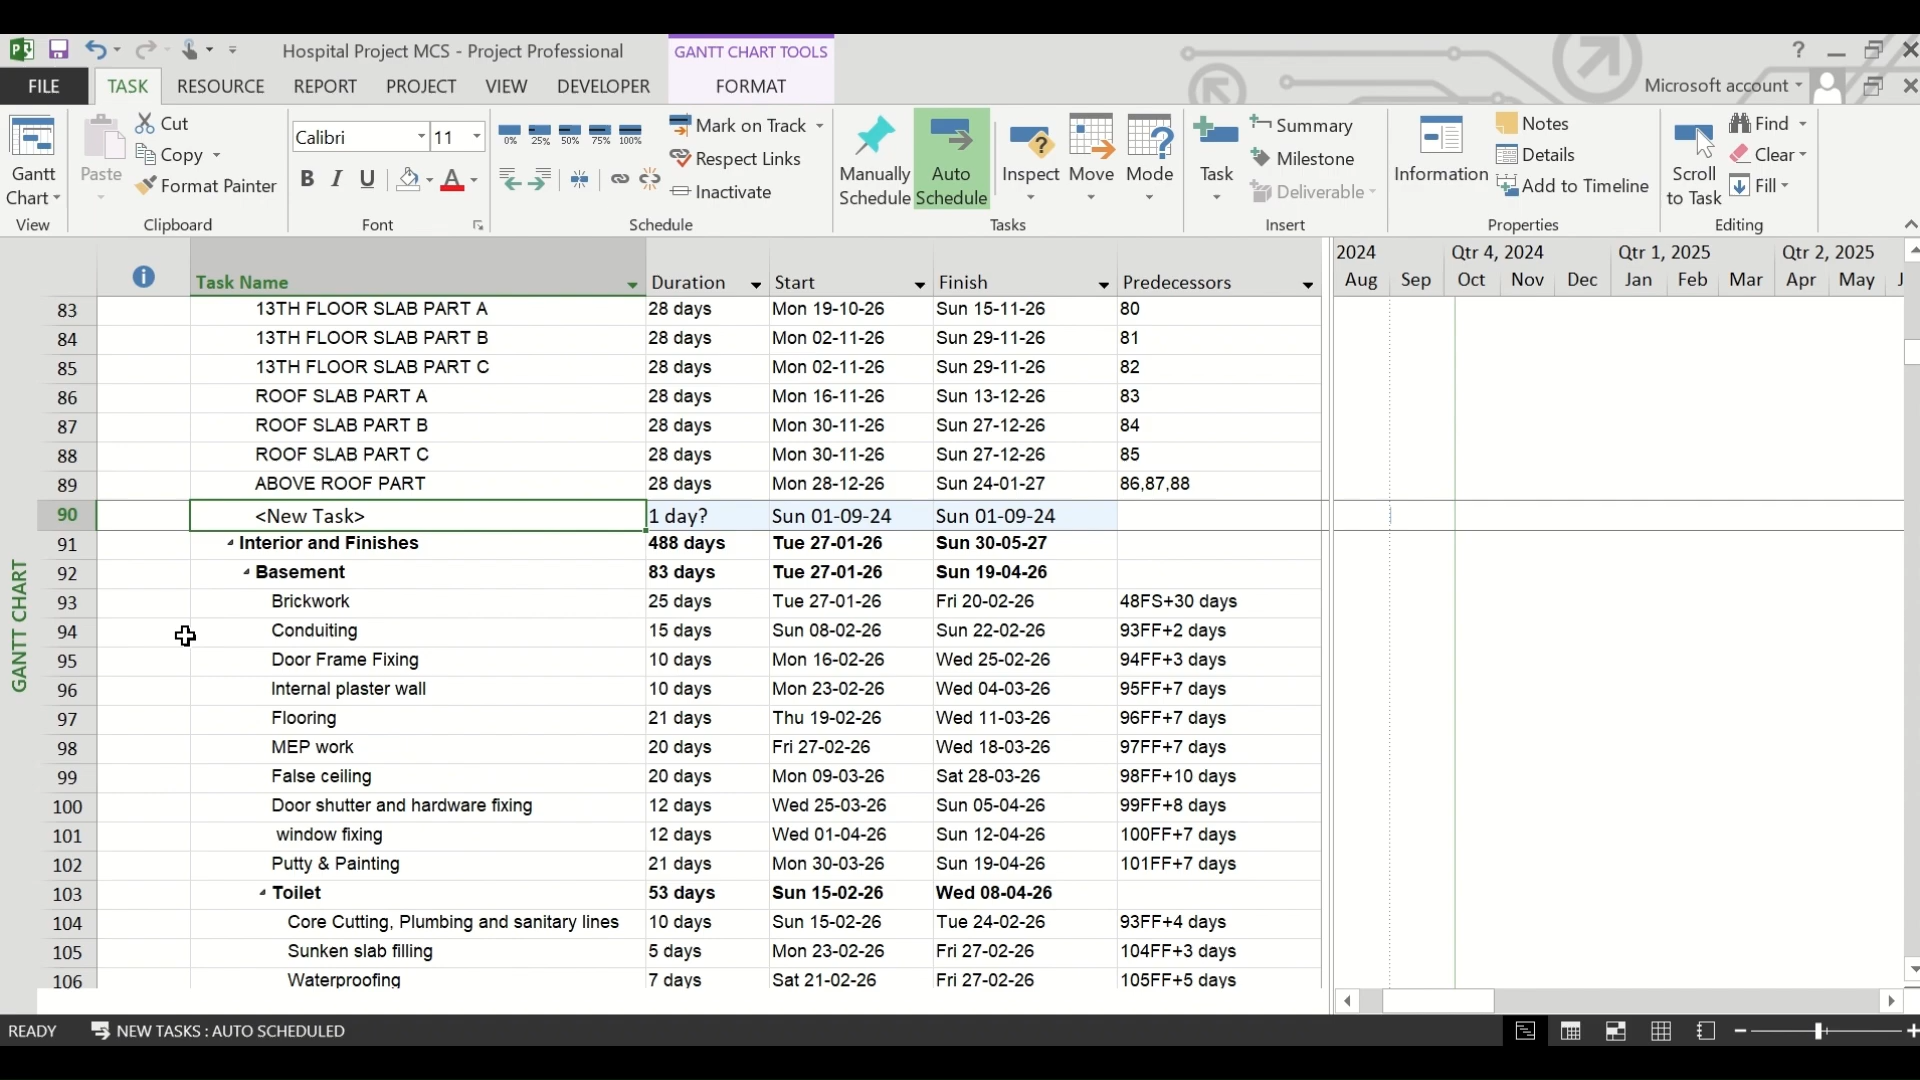 Hospital Project MCS - Project Professional
GANTT CHART TOOLS
FILE TASK RESOURCE REPORT PROJECT VIEW DEVELOPER FORMAT Microsoft account
Gantt Chart
View
Paste
Cut
Copy
Format Painter
Clipboard
Calibri 11
B I U A
Font
0% 25% 50% 75% 100%
Mark on Track
Respect Links
Inactivate
Schedule
Manually Schedule
Auto Schedule
Inspect
Move
Mode
Tasks
Task
Summary
Milestone
Deliverable
Insert
Information
Notes
Details
Add to Timeline
Properties
Scroll to Task
Find
Clear
Fill
Editing
Task Name Duration Start Finish Predecessors
2024 Qtr 4, 2024 Qtr 1, 2025 Qtr 2, 2025
Aug Sep Oct Nov Dec Jan Feb Mar Apr May J
83 13TH FLOOR SLAB PART A 28 days Mon 19-10-26 Sun 15-11-26 80
84 13TH FLOOR SLAB PART B 28 days Mon 02-11-26 Sun 29-11-26 81
85 13TH FLOOR SLAB PART C 28 days Mon 02-11-26 Sun 29-11-26 82
86 ROOF SLAB PART A 28 days Mon 16-11-26 Sun 13-12-26 83
87 ROOF SLAB PART B 28 days Mon 30-11-26 Sun 27-12-26 84
88 ROOF SLAB PART C 28 days Mon 30-11-26 Sun 27-12-26 85
89 ABOVE ROOF PART 28 days Mon 28-12-26 Sun 24-01-27 86,87,88
90 <New Task> 1 day? Sun 01-09-24 Sun 01-09-24
91 Interior and Finishes 488 days Tue 27-01-26 Sun 30-05-27
92 Basement 83 days Tue 27-01-26 Sun 19-04-26
93 Brickwork 25 days Tue 27-01-26 Fri 20-02-26 48FS+30 days
94 Conduiting 15 days Sun 08-02-26 Sun 22-02-26 93FF+2 days
95 Door Frame Fixing 10 days Mon 16-02-26 Wed 25-02-26 94FF+3 days
96 Internal plaster wall 10 days Mon 23-02-26 Wed 04-03-26 95FF+7 days
97 Flooring 21 days Thu 19-02-26 Wed 11-03-26 96FF+7 days
98 MEP work 20 days Fri 27-02-26 Wed 18-03-26 97FF+7 days
99 False ceiling 20 days Mon 09-03-26 Sat 28-03-26 98FF+10 days
100 Door shutter and hardware fixing 12 days Wed 25-03-26 Sun 05-04-26 99FF+8 days
101 window fixing 12 days Wed 01-04-26 Sun 12-04-26 100FF+7 days
102 Putty & Painting 21 days Mon 30-03-26 Sun 19-04-26 101FF+7 days
103 Toilet 53 days Sun 15-02-26 Wed 08-04-26
104 Core Cutting, Plumbing and sanitary lines 10 days Sun 15-02-26 Tue 24-02-26 93FF+4 days
105 Sunken slab filling 5 days Mon 23-02-26 Fri 27-02-26 104FF+3 days
106 Waterproofing 7 days Sat 21-02-26 Fri 27-02-26 105FF+5 days
GANTT CHART
READY NEW TASKS : AUTO SCHEDULED